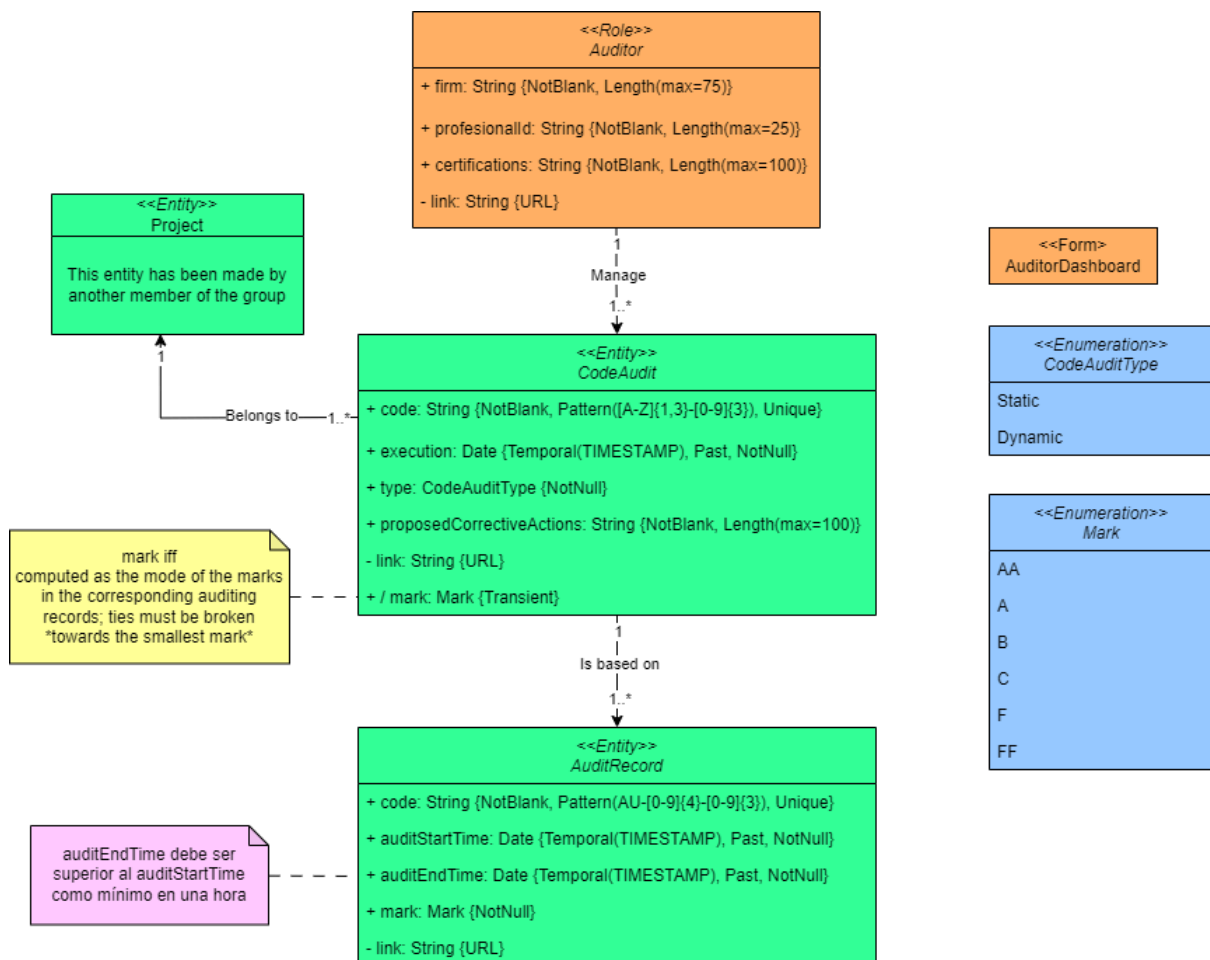 <<Role>>
Auditor
+ firm: String {NotBlank, Length(max=75)}
+ profesionalId: String {NotBlank, Length(max=25)}
+ certifications: String {NotBlank, Length(max=100)}
- link: String {URL}
<<Entity>>
Project
This entity has been made by
another member of the group
1
Manage
1..*
<<Form>
AuditorDashboard
1
Belongs to
1..*
<<Entity>>
CodeAudit
+ code: String {NotBlank, Pattern([A-Z]{1,3}-[0-9]{3}), Unique}
+ execution: Date {Temporal(TIMESTAMP), Past, NotNull}
+ type: CodeAuditType {NotNull}
+ proposedCorrectiveActions: String {NotBlank, Length(max=100)}
- link: String {URL}
+ / mark: Mark {Transient}
<<Enumeration>>
CodeAuditType
Static
Dynamic
<<Enumeration>>
Mark
AA
A
B
C
F
FF
mark iff
computed as the mode of the marks
in the corresponding auditing
records; ties must be broken
*towards the smallest mark*
1
Is based on
1..*
<<Entity>>
AuditRecord
+ code: String {NotBlank, Pattern(AU-[0-9]{4}-[0-9]{3}), Unique}
+ auditStartTime: Date {Temporal(TIMESTAMP), Past, NotNull}
+ auditEndTime: Date {Temporal(TIMESTAMP), Past, NotNull}
+ mark: Mark {NotNull}
- link: String {URL}
auditEndTime debe ser
superior al auditStartTime
como mínimo en una hora